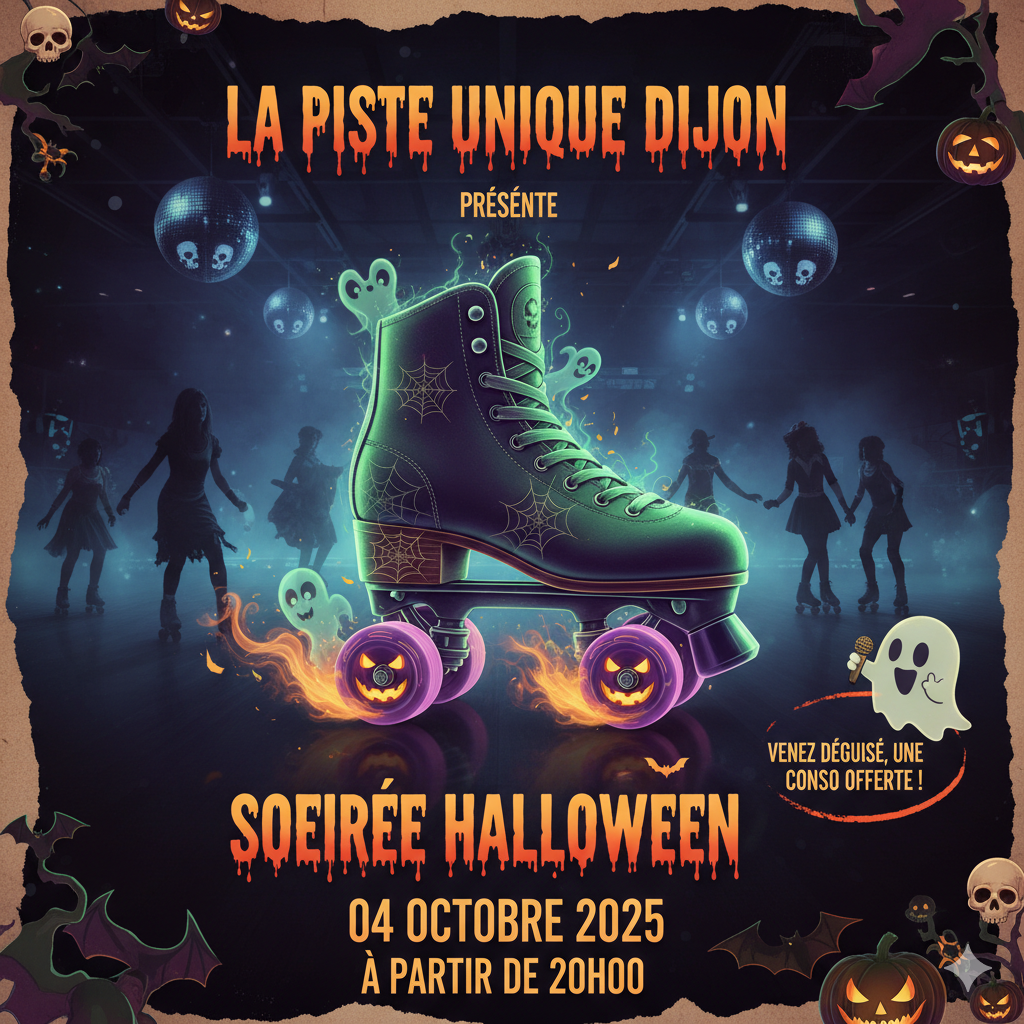 LA PISTE UNIQUE DIJON
PRÉSÉNTE
VENEZ DÉGUISÉ, UNE
CONSO OFFERTE !
SOEIRÉE HALLOWEEN
04 OCTOBRE 2025
À PARTIR DE 20H00